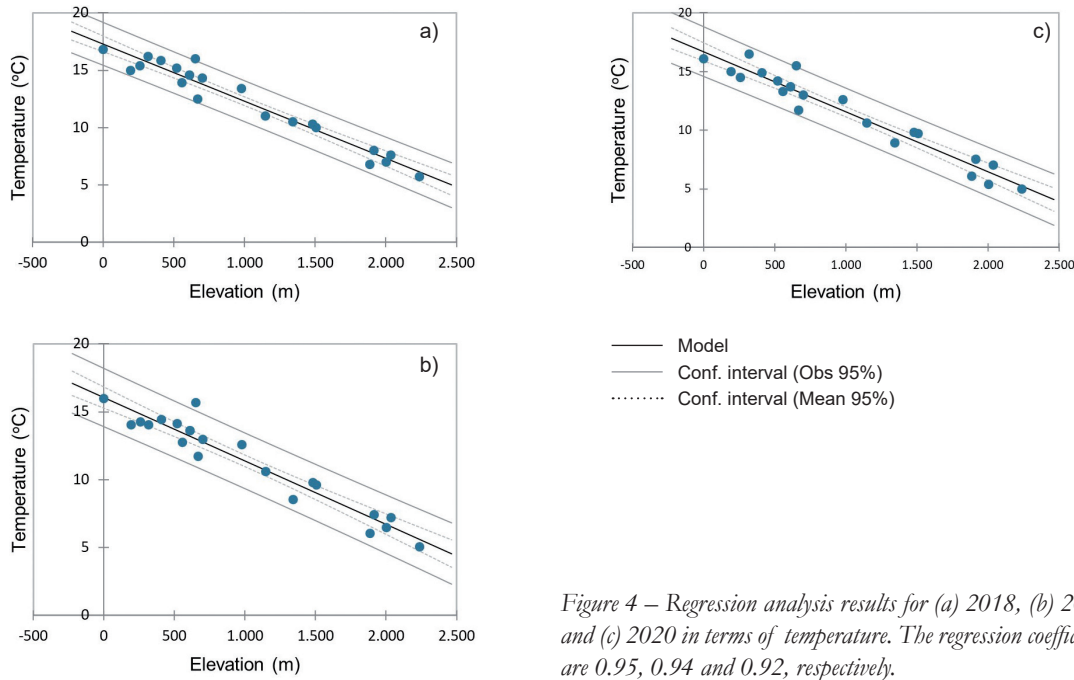 a)
Temperature (ºC)
20
15
10
5
0
-500 0 500 1.000 1.500 2.000 2.500
Elevation (m)
c)
Temperature (ºC)
20
15
10
5
0
-500 0 500 1.000 1.500 2.000 2.500
Elevation (m)
b)
Temperature (ºC)
20
15
10
5
0
-500 0 500 1.000 1.500 2.000 2.500
Elevation (m)
Model
Conf. interval (Obs 95%)
Conf. interval (Mean 95%)
Figure 4 – Regression analysis results for (a) 2018, (b)
and (c) 2020 in terms of temperature. The regression
are 0.95, 0.94 and 0.92, respectively.